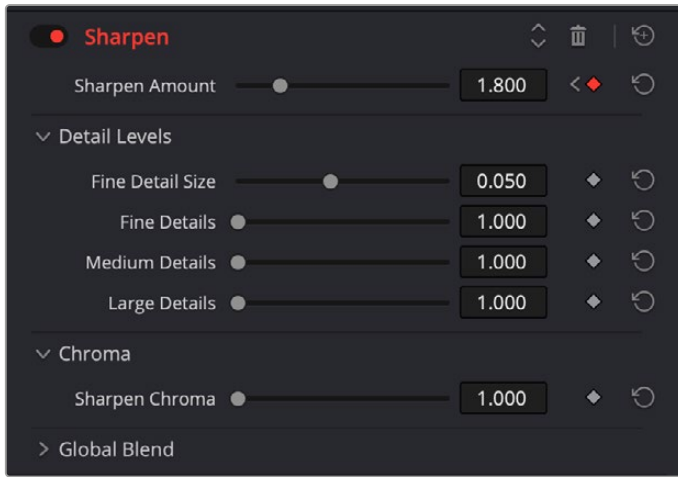 Sharpen
Sharpen Amount 1.800
Detail Levels
Fine Detail Size 0.050
Fine Details 1.000
Medium Details 1.000
Large Details 1.000
Chroma
Sharpen Chroma 1.000
Global Blend